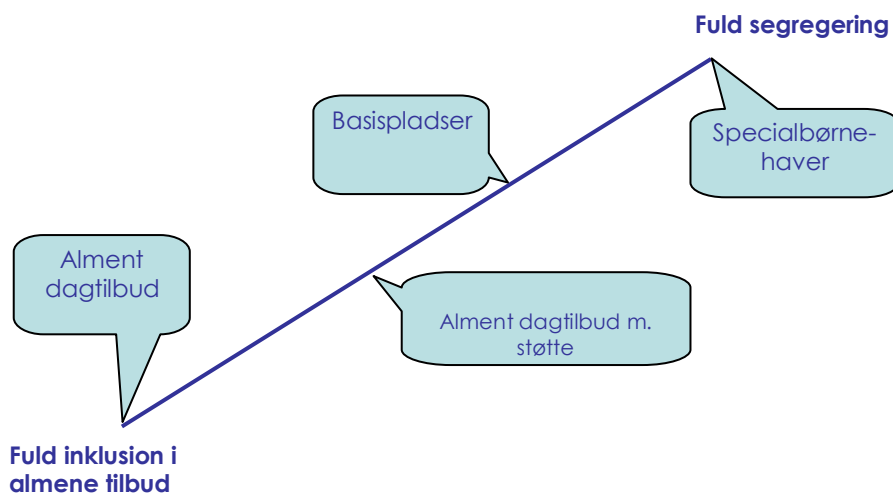 Fuld segregering
Basispladser
Specialbørne-
haver
Alment
dagtilbud
Alment dagtilbud m.
støtte
Fuld inklusion i
almene tilbud